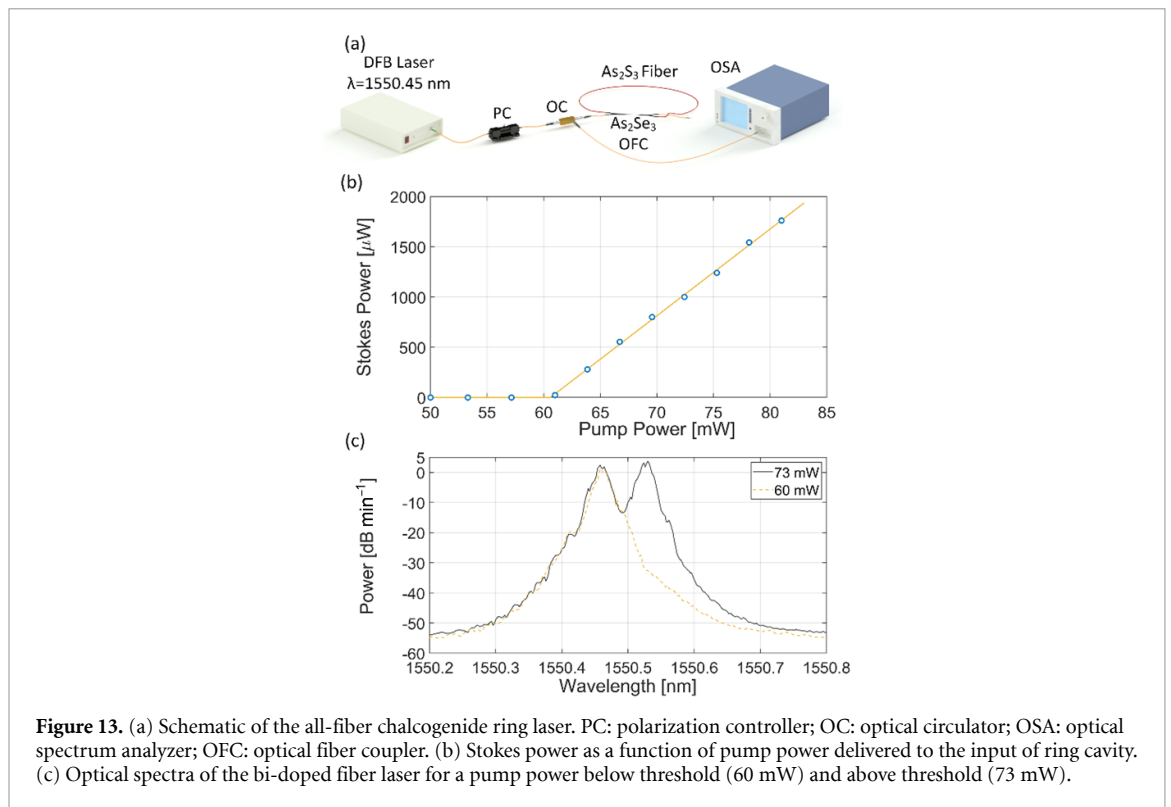 (a)
DFB Laser
λ=1550.45 nm
PC
OC
As₂S₃ Fiber
As₂Se₃
OFC
OSA
(b)
Stokes Power [μW]
2000
1500
1000
500
0
50 55 60 65 70 75 80 85
Pump Power [mW]
(c)
Power [dB min⁻¹]
5
0
-10
-20
-30
-40
-50
-60
73 mW
60 mW
1550.2 1550.3 1550.4 1550.5 1550.6 1550.7 1550.8
Wavelength [nm]
Figure 13. (a) Schematic of the all-fiber chalcogenide ring laser. PC: polarization controller; OC: optical circulator; OSA: optical
spectrum analyzer; OFC: optical fiber coupler. (b) Stokes power as a function of pump power delivered to the input of ring cavity.
(c) Optical spectra of the bi-doped fiber laser for a pump power below threshold (60 mW) and above threshold (73 mW).